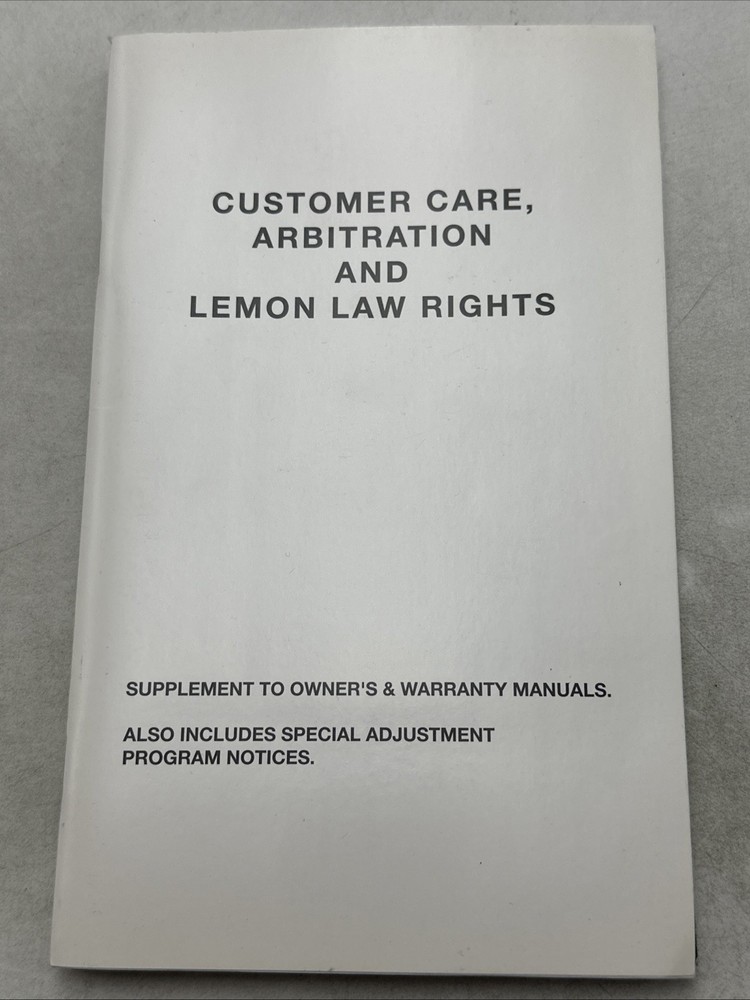 CUSTOMER CARE,
ARBITRATION
AND
LEMON LAW RIGHTS
SUPPLEMENT TO OWNER'S & WARRANTY MANUALS.
ALSO INCLUDES SPECIAL ADJUSTMENT
PROGRAM NOTICES.